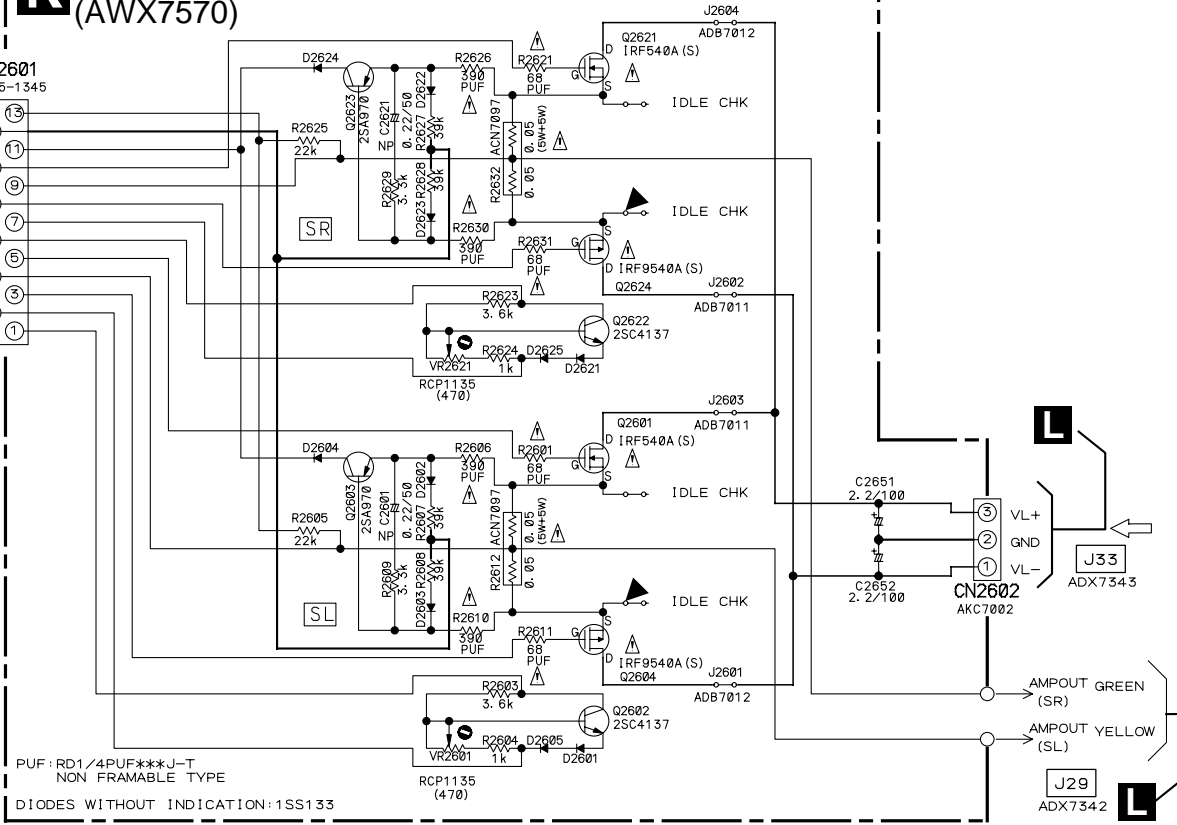 (AWX7570)
2601
5-1345
13
11
9
7
5
3
1
J2604
ADB7012
D2624
Q2623
2SA970
C2621
0.22/50
NP
D2622
R2627
39k
R2626
390
PUF
R2621
68
PUF
Q2621
IRF540A(S)
D
G
S
IDLE CHK
R2625
22k
ACN7097
0.05
(5W+5W)
R2632
0.05
R2629
3.3k
R2628
39k
D2623
SR
R2630
390
PUF
R2631
68
PUF
IDLE CHK
S
G
D
IRF9540A(S)
Q2624
J2602
ADB7011
R2623
3.6k
Q2622
2SC4137
VR2621
R2624
1k
D2625
D2621
RCP1135
(470)
J2603
ADB7011
D2604
Q2603
2SA970
C2601
0.22/50
NP
D2602
R2607
39k
R2606
390
PUF
R2601
68
PUF
Q2601
IRF540A(S)
D
G
S
IDLE CHK
R2605
22k
ACN7097
0.05
(5W+5W)
R2612
0.05
R2609
3.3k
R2608
39k
D2603
SL
R2610
390
PUF
R2611
68
PUF
IDLE CHK
S
G
D
IRF9540A(S)
Q2604
J2601
ADB7012
R2603
3.6k
Q2602
2SC4137
VR2601
R2604
1k
D2605
D2601
RCP1135
(470)
L
C2651
2.2/100
C2652
2.2/100
3 VL+
2 GND
1 VL-
CN2602
AKC7002
J33
ADX7343
AMPOUT GREEN
(SR)
AMPOUT YELLOW
(SL)
J29
ADX7342
L
PUF:RD1/4PUF***J-T
NON FRAMABLE TYPE
DIODES WITHOUT INDICATION:1SS133